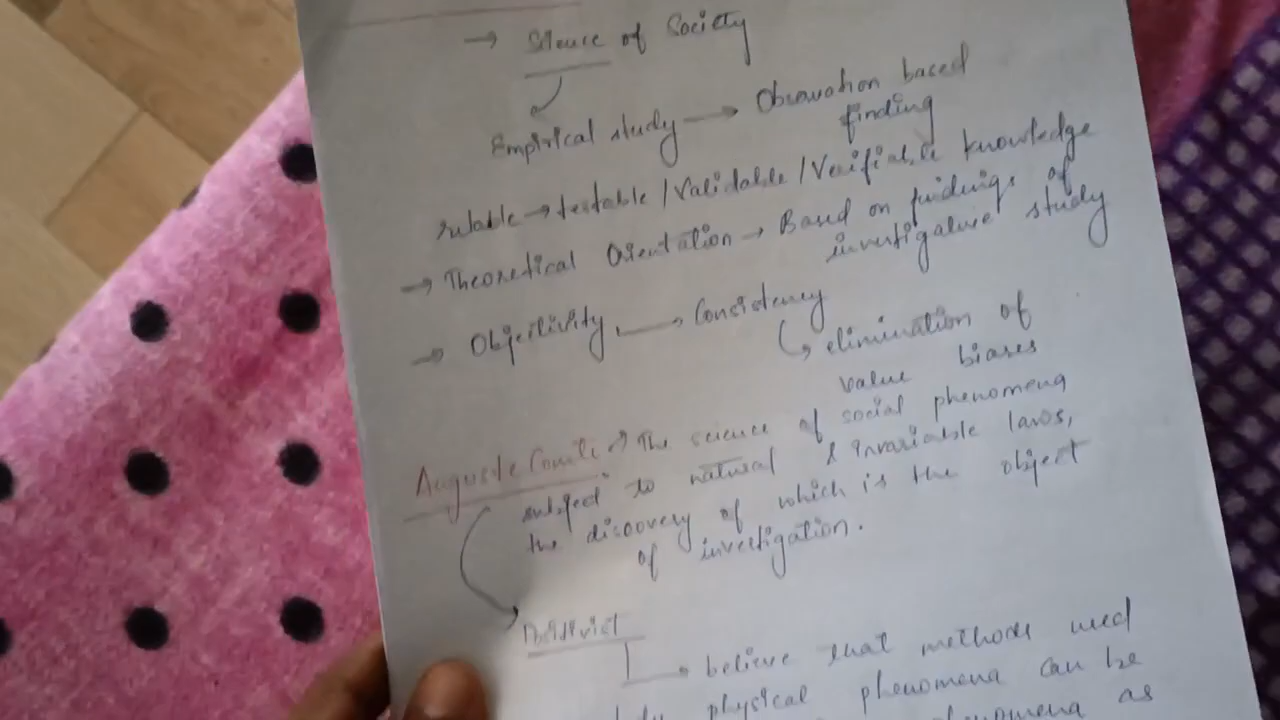 → Science of Society
Empirical study → Observation based
finding
reliable → testable / Validable / Verifiable knowledge
→ Theoretical Orientation → Based on findings of
investigative study
→ Objectivity → Consistency
↳ elimination of
value biases
Auguste Comte → The science of social phenomena
subject to natural & invariable laws,
the discovery of which is the object
of investigation.
Positivist
→ believe that methods used
physical phenomena can be
as